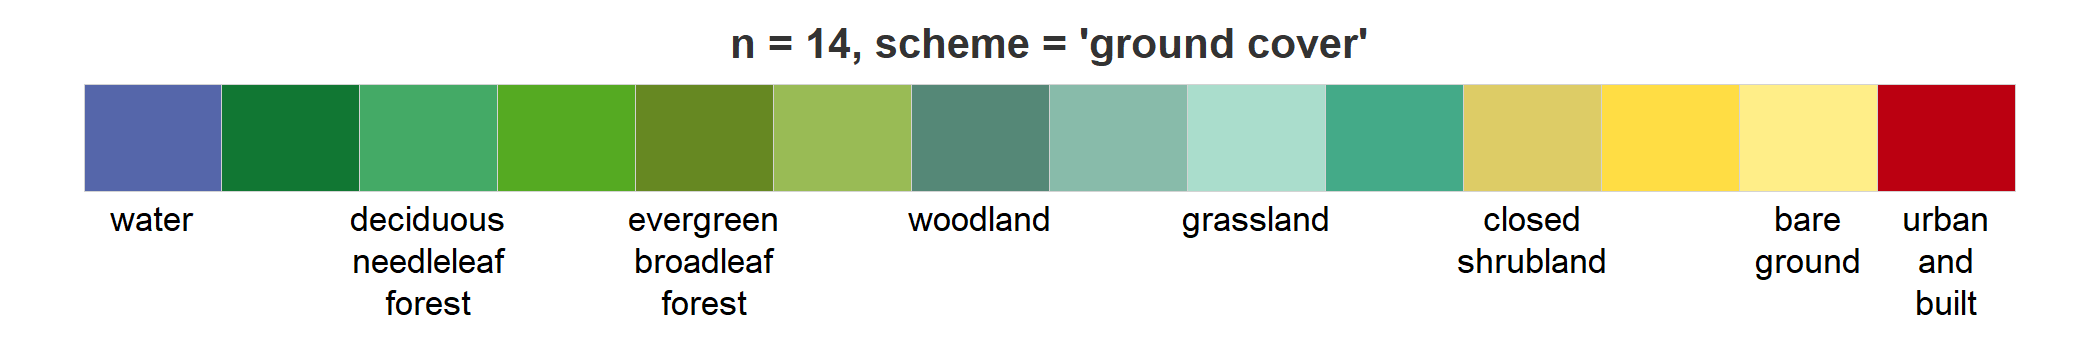 n = 14, scheme = 'ground cover'
water
deciduous
needleleaf
forest
evergreen
broadleaf
forest
woodland
grassland
closed
shrubland
bare
ground
urban
and
built